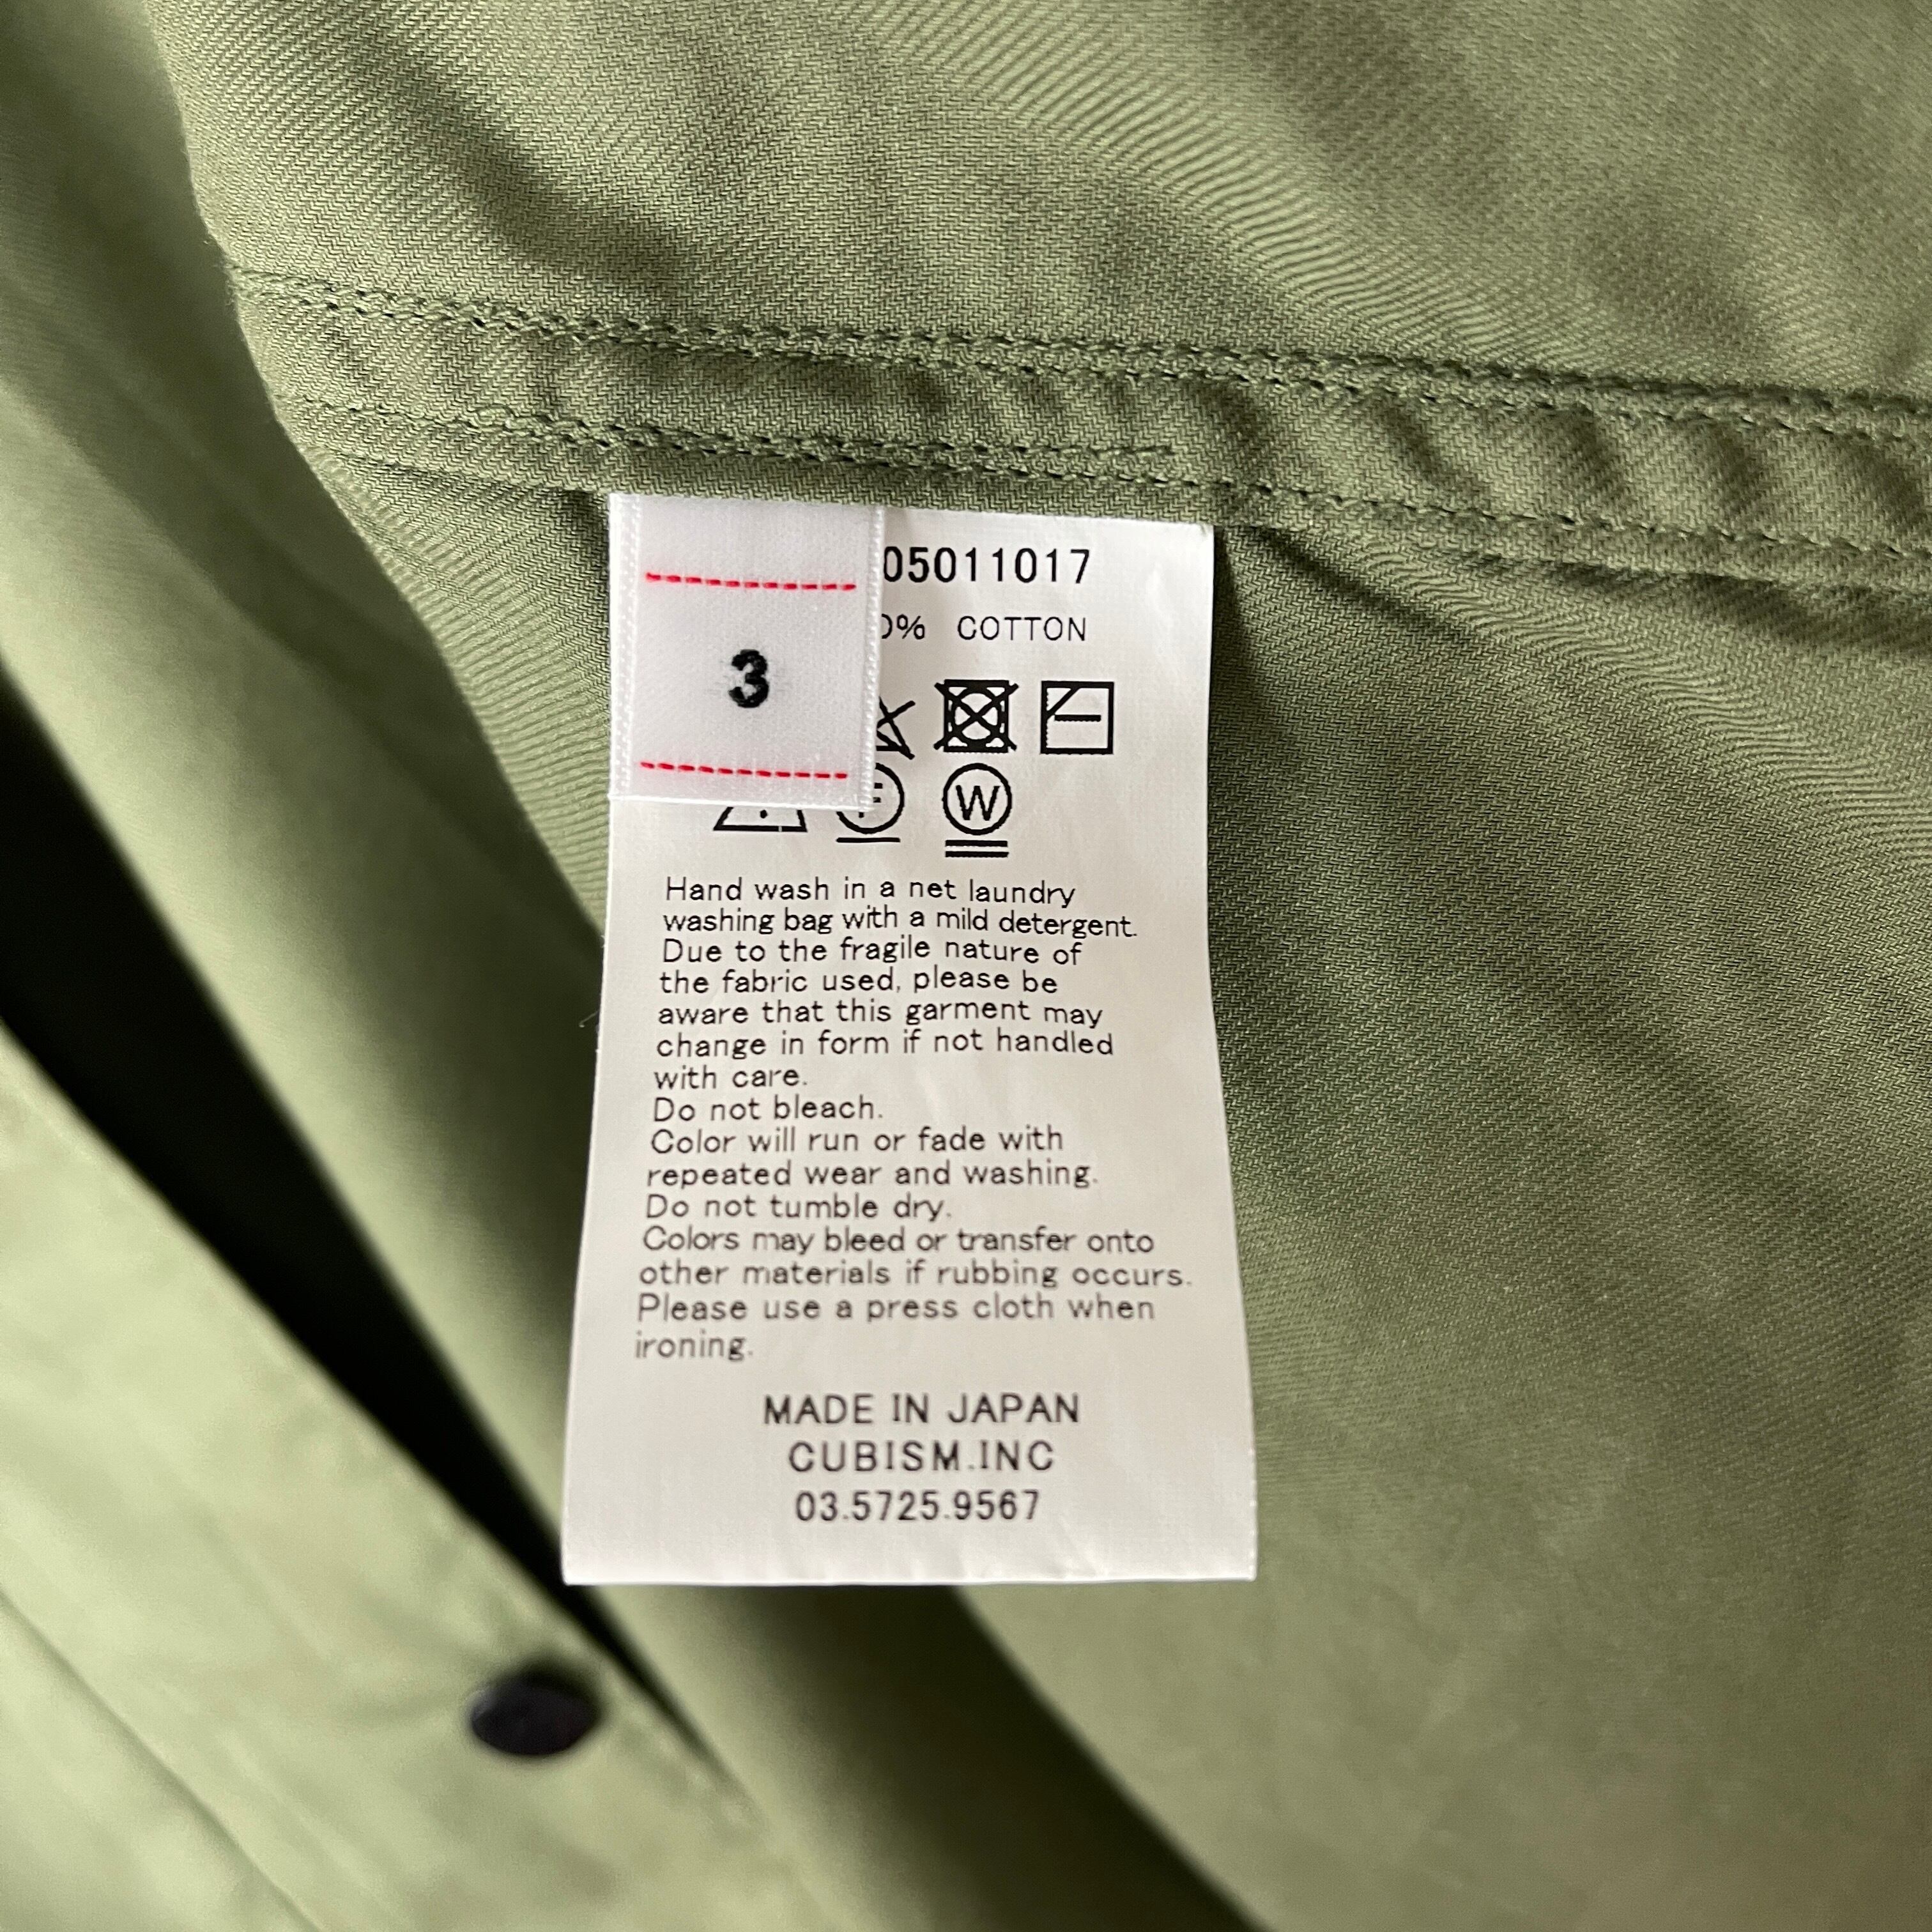 3
05011017
0% COTTON
F
W
Hand wash in a net laundry
washing bag with a mild detergent.
Due to the fragile nature of
the fabric used, please be
aware that this garment may
change in form if not handled
with care.
Do not bleach.
Color will run or fade with
repeated wear and washing.
Do not tumble dry.
Colors may bleed or transfer onto
other materials if rubbing occurs.
Please use a press cloth when
ironing.
MADE IN JAPAN
CUBISM.INC
03.5725.9567